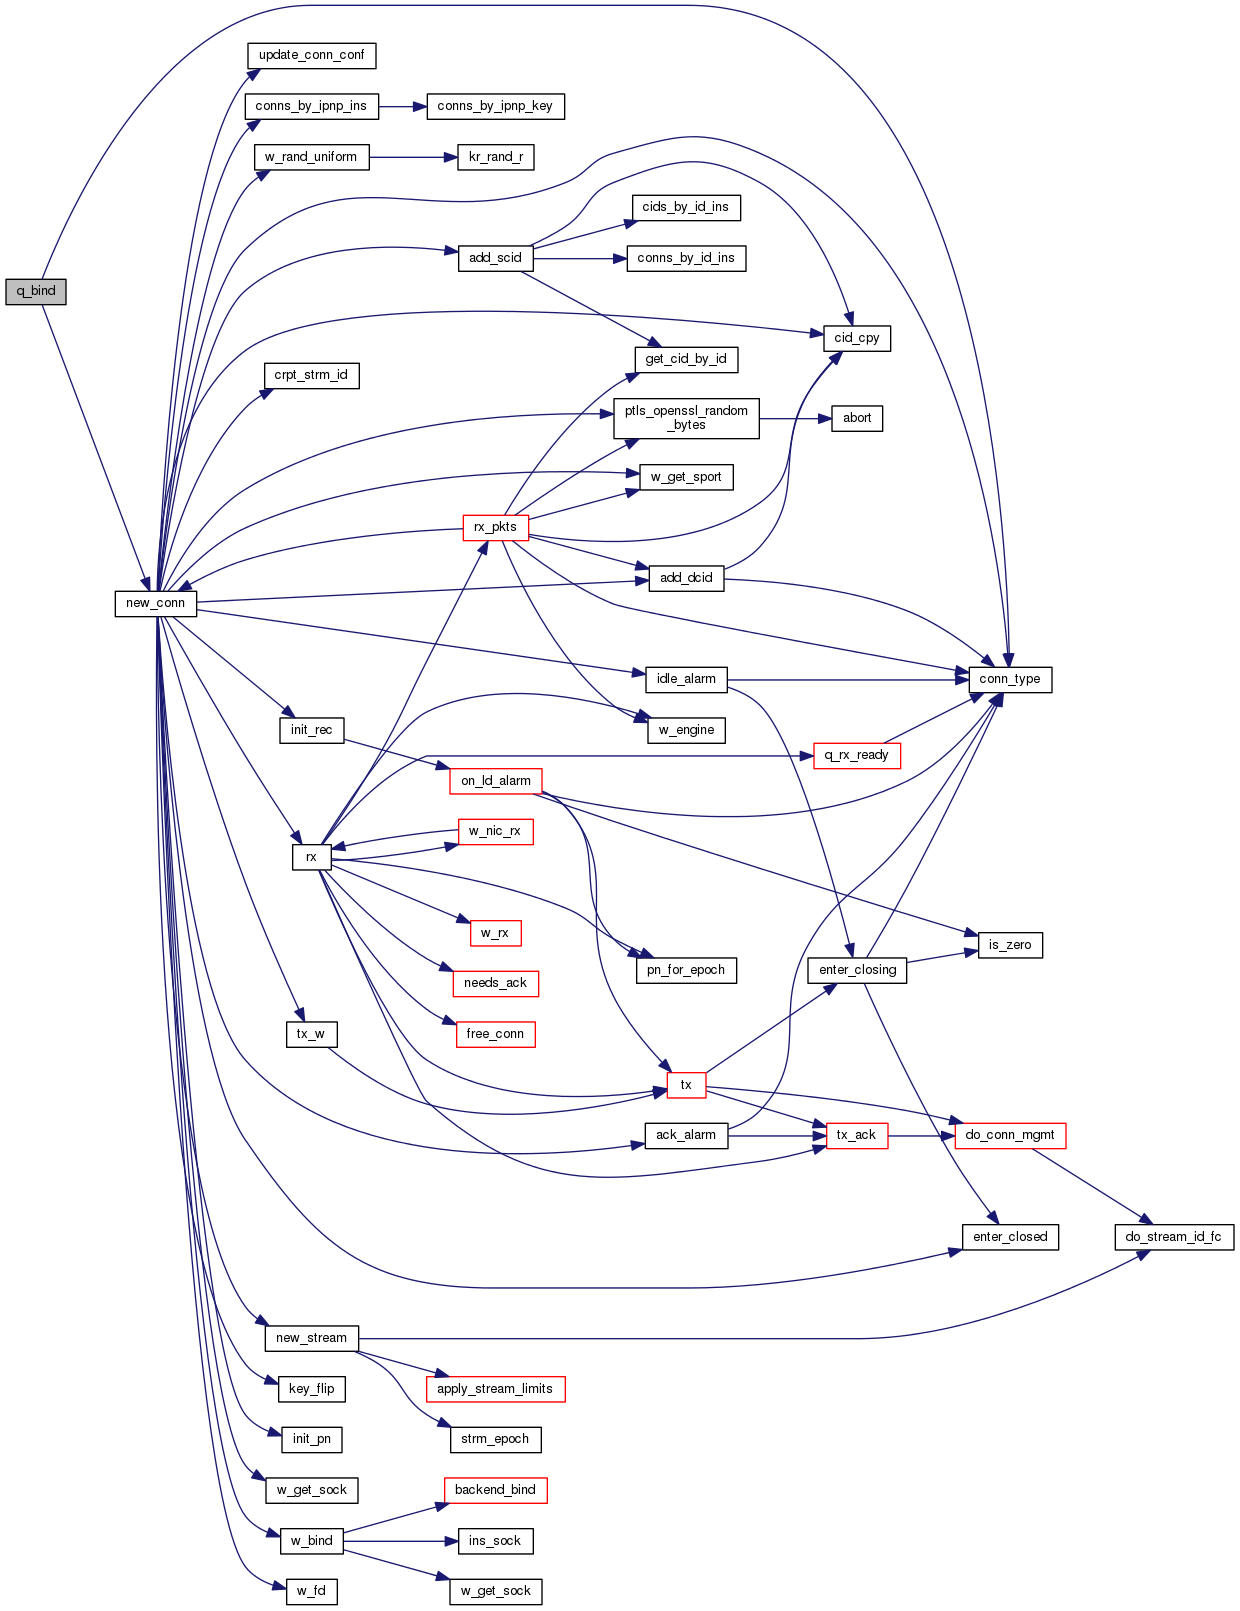 update_conn_conf
conns_by_ipnp_ins
conns_by_ipnp_key
w_rand_uniform
kr_rand_r
cids_by_id_ins
add_scid
conns_by_id_ins
q_bind
cid_cpy
get_cid_by_id
crpt_strm_id
ptls_openssl_random
_bytes
abort
w_get_sport
rx_pkts
add_dcid
new_conn
idle_alarm
conn_type
init_rec
w_engine
q_rx_ready
on_ld_alarm
w_nic_rx
rx
w_rx
is_zero
pn_for_epoch
enter_closing
needs_ack
free_conn
tx_w
tx
ack_alarm
tx_ack
do_conn_mgmt
enter_closed
do_stream_id_fc
new_stream
key_flip
apply_stream_limits
init_pn
strm_epoch
w_get_sock
backend_bind
w_bind
ins_sock
w_fd
w_get_sock